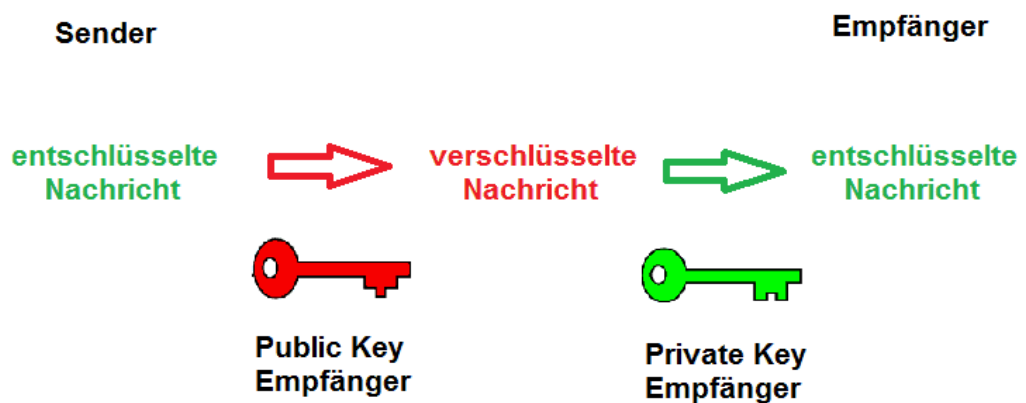 Sender
Empfänger
entschlüsselte
Nachricht
verschlüsselte
Nachricht
entschlüsselte
Nachricht
Public Key
Empfänger
Private Key
Empfänger